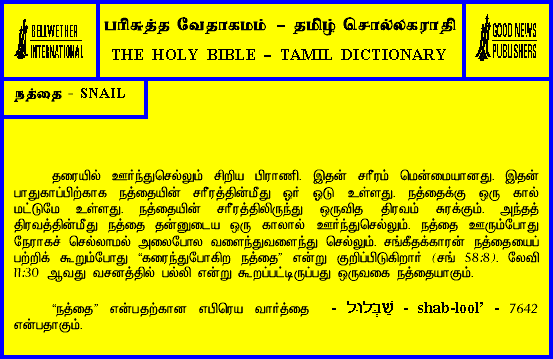 BELLWETHER
INTERNATIONAL
பரிசுத்த வேதாகமம் – தமிழ் சொல்லகராதி
THE HOLY BIBLE – TAMIL DICTIONARY
GOOD NEWS
PUBLISHERS
நத்தை - SNAIL
தரையில் ஊர்ந்துசெல்லும் சிறிய பிராணி. இதன் சரீரம் மென்மையானது. இதன்
பாதுகாப்பிற்காக நத்தையின் சரீரத்தின்மீது ஓர் ஓடு உள்ளது. நத்தைக்கு ஒரு கால்
மட்டுமே உள்ளது. நத்தையின் சரீரத்திலிருந்து ஒருவித திரவம் சுரக்கும். அந்தத்
திரவத்தின்மீது நத்தை தன்னுடைய ஒரு காலால் ஊர்ந்துசெல்லும். நத்தை ஊரும்போது
நேராகச் செல்லாமல் அலைபோல வளைந்துவளைந்து செல்லும். சங்கீதக்காரன் நத்தையைப்
பற்றிக் கூறும்போது “கரைந்துபோகிற நத்தை” என்று குறிப்பிடுகிறார் (சங் 58:8). லேவி
11:30 ஆவது வசனத்தில் பல்லி என்று கூறப்பட்டிருப்பது ஒருவகை நத்தையாகும்.
“நத்தை” என்பதற்கான எபிரெய வார்த்தை - שַׁבְּלוּל - shab-lool’ - 7642
என்பதாகும்.